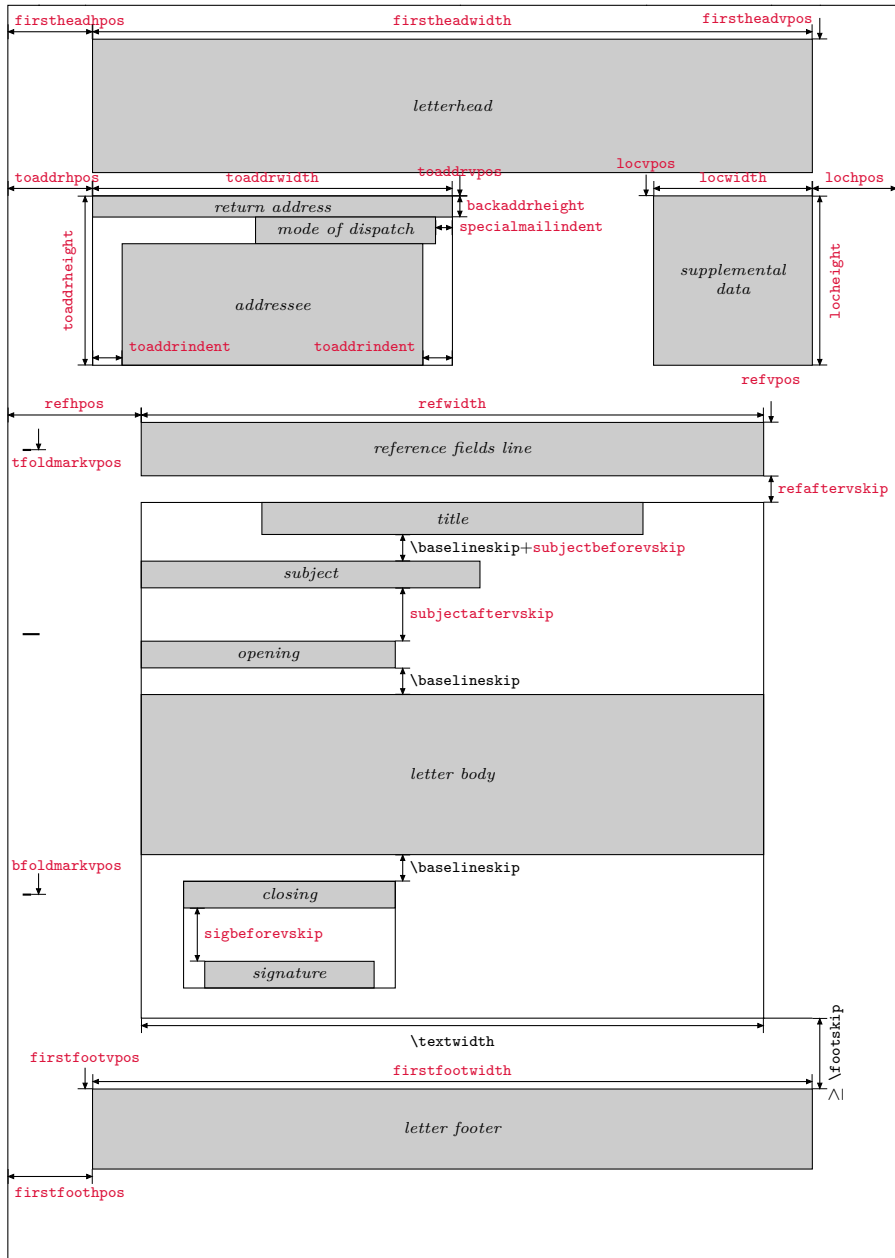 firstheadhpos firstheadwidth firstheadvpos
letterhead
toaddrhpos toaddrwidth toaddrvpos locvpos locwidth lochpos
return address backaddrheight
mode of dispatch specialmailindent
toaddrheight
addressee
supplemental
data
locheight
toaddrindent toaddrindent
refvpos
refhpos refwidth
reference fields line
tfoldmarkvpos
refaftervskip
title
\baselineskip+subjectbeforevskip
subject
subjectaftervskip
opening
\baselineskip
letter body
bfoldmarkvpos
\baselineskip
closing
sigbeforevskip
signature
\textwidth
≥ \footskip
firstfootvpos
firstfootwidth
letter footer
firstfoothpos